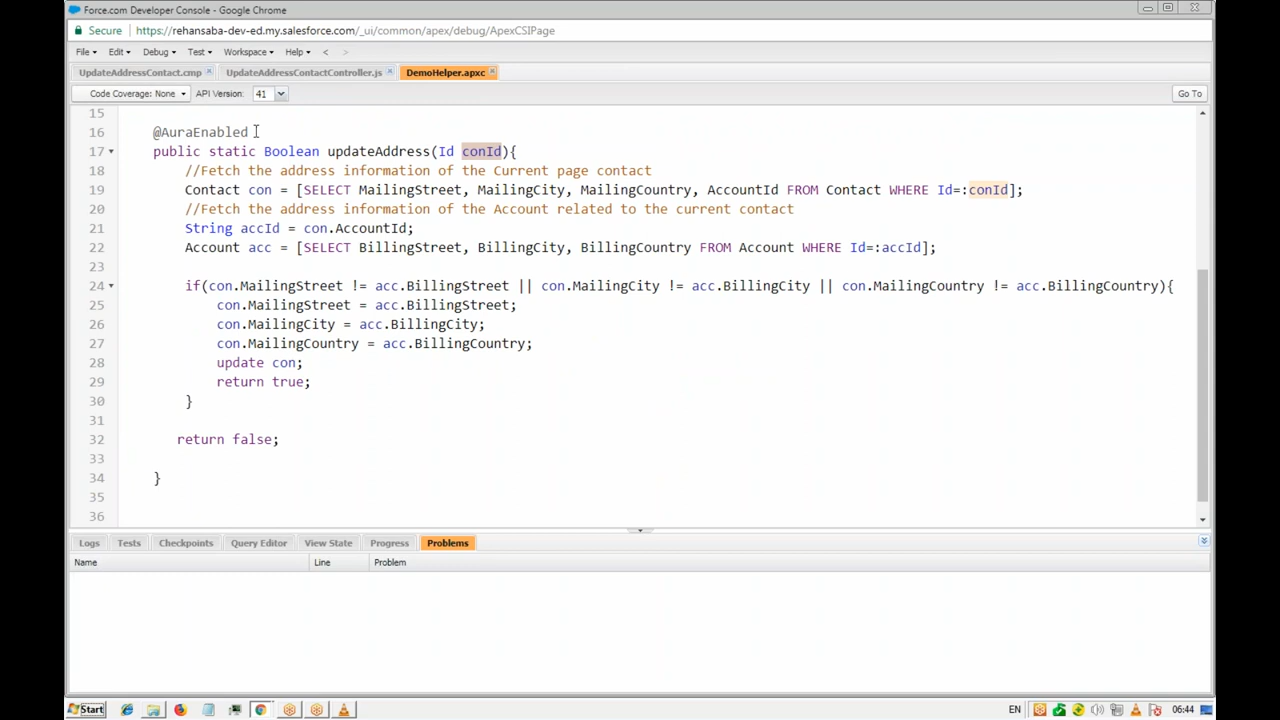 Force.com Developer Console - Google Chrome
Secure https://rehansaba-dev-ed.my.salesforce.com/_ui/common/apex/debug/ApexCSIPage
File Edit Debug Test Workspace Help < >
UpdateAddressContact.cmp UpdateAddressContactController.js DemoHelper.apxc
Code Coverage: None API Version: 41 Go To
15
16 @AuraEnabled
17 public static Boolean updateAddress(Id conId){
18 //Fetch the address information of the Current page contact
19 Contact con = [SELECT MailingStreet, MailingCity, MailingCountry, AccountId FROM Contact WHERE Id=:conId];
20 //Fetch the address information of the Account related to the current contact
21 String accId = con.AccountId;
22 Account acc = [SELECT BillingStreet, BillingCity, BillingCountry FROM Account WHERE Id=:accId];
23
24 if(con.MailingStreet != acc.BillingStreet || con.MailingCity != acc.BillingCity || con.MailingCountry != acc.BillingCountry){
25 con.MailingStreet = acc.BillingStreet;
26 con.MailingCity = acc.BillingCity;
27 con.MailingCountry = acc.BillingCountry;
28 update con;
29 return true;
30 }
31
32 return false;
33
34 }
35
36
Logs Tests Checkpoints Query Editor View State Progress Problems
Name Line Problem
Start EN 06:44